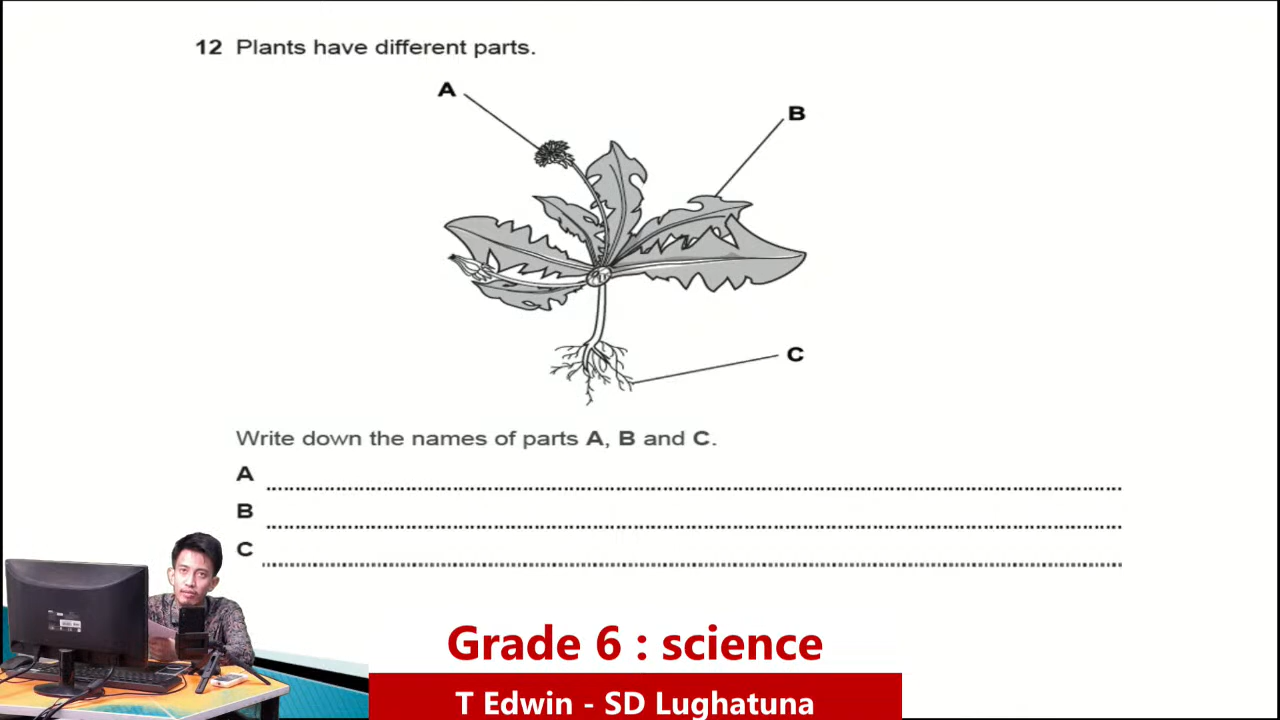 12 Plants have different parts.
A
B
C
Write down the names of parts A, B and C.
A ........................................................................
B ........................................................................
C ........................................................................
Grade 6 : science
T Edwin - SD Lughatuna